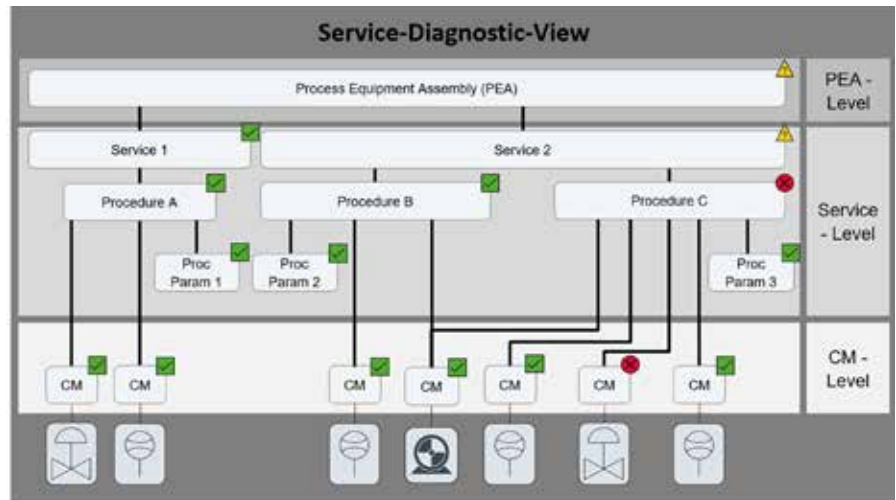 Service-Diagnostic-View
Process Equipment Assembly (PEA)
PEA -
Level
Service 1
Service 2
Procedure A
Procedure B
Procedure C
Service
- Level
Proc
Param 1
Proc
Param 2
Proc
Param 3
CM
CM
CM
CM
CM
CM
CM
CM -
Level